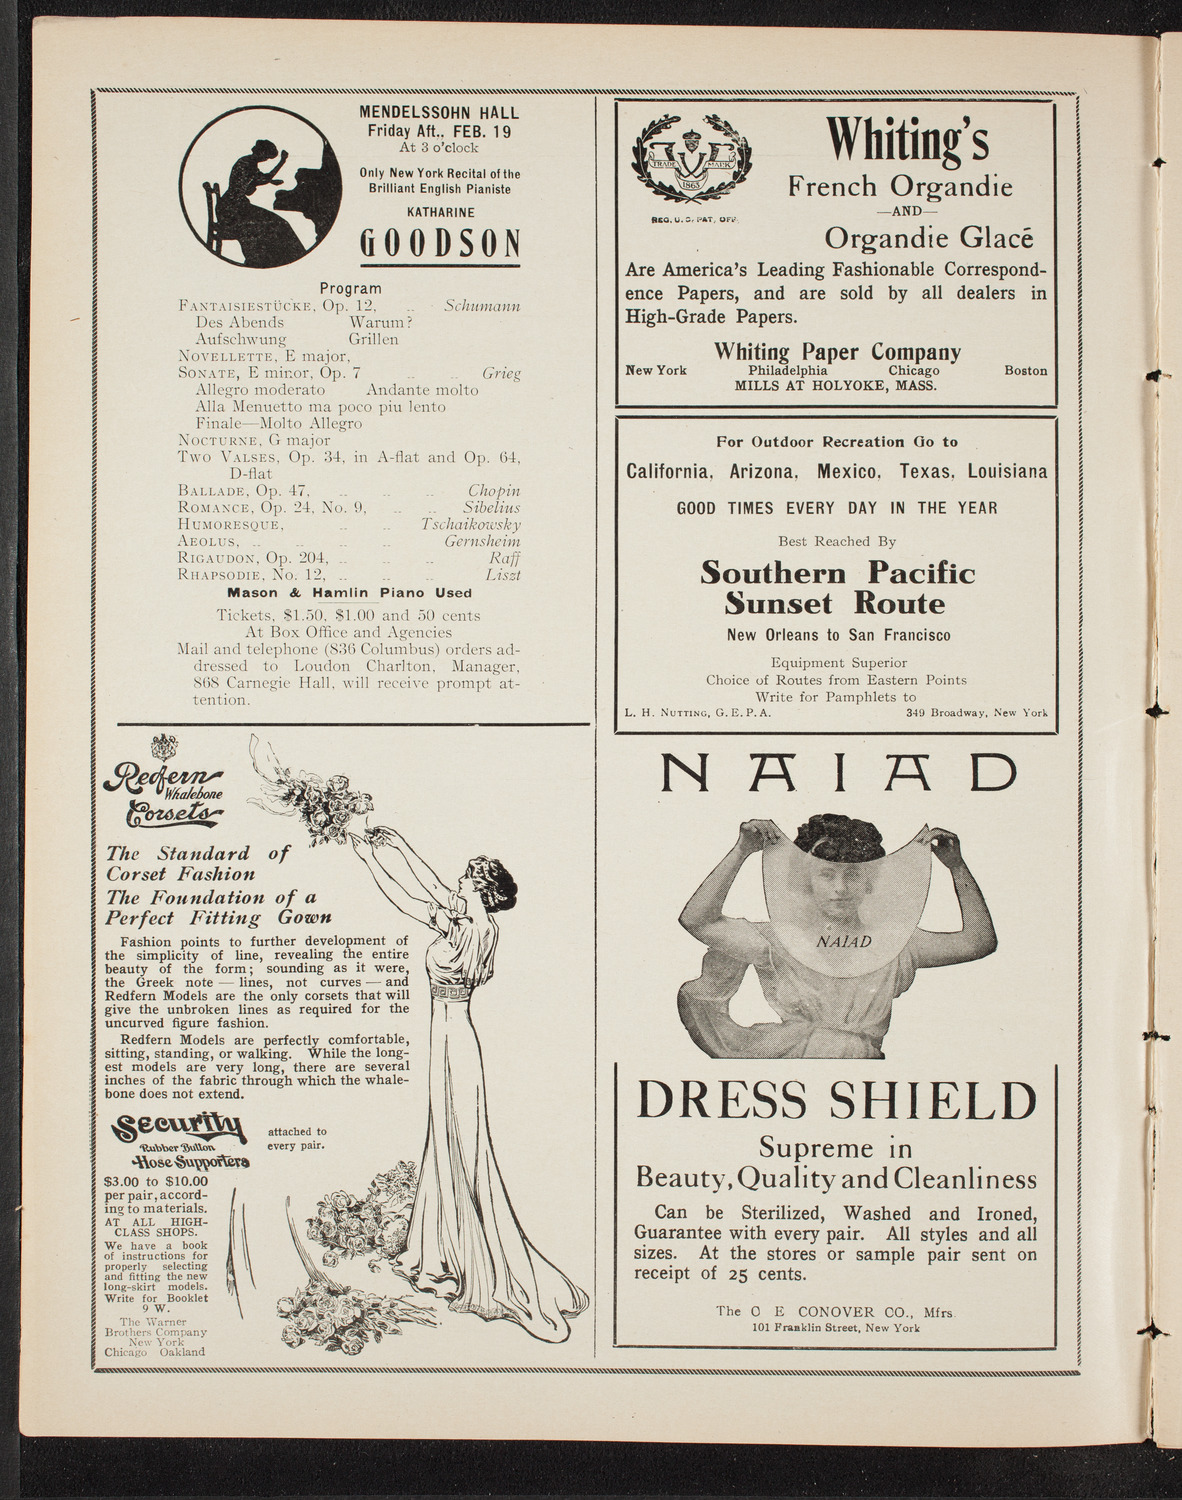 MENDELSSOHN HALL
Friday Aft., FEB. 19
At 3 o'clock
Only New York Recital of the
Brilliant English Pianiste
KATHARINE
GOODSON
Program
FANTAISIESTÜCKE, Op. 12, .. Schumann
Des Abends Warum?
Aufschwung Grillen
NOVELLETTE, E major,
SONATE, E minor, Op. 7 .. .. Grieg
Allegro moderato Andante molto
Alla Menuetto ma poco piu lento
Finale—Molto Allegro
NOCTURNE, G major
TWO VALSES, Op. 34, in A-flat and Op. 64,
D-flat
BALLADE, Op. 47, .. .. .. Chopin
ROMANCE, Op. 24, No. 9, .. .. Sibelius
HUMORESQUE, .. .. Tschaikowsky
AEOLUS, .. .. .. .. Gernsheim
RIGAUDON, Op. 204, .. .. .. Raff
RHAPSODIE, No. 12, .. .. .. Liszt
Mason & Hamlin Piano Used
Tickets, $1.50, $1.00 and 50 cents
At Box Office and Agencies
Mail and telephone (836 Columbus) orders ad-
dressed to Loudon Charlton, Manager,
868 Carnegie Hall, will receive prompt at-
tention.
Redfern
Whalebone
Corsets
The Standard of
Corset Fashion
The Foundation of a
Perfect Fitting Gown
Fashion points to further development of
the simplicity of line, revealing the entire
beauty of the form; sounding as it were,
the Greek note — lines, not curves — and
Redfern Models are the only corsets that will
give the unbroken lines as required for the
uncurved figure fashion.
Redfern Models are perfectly comfortable,
sitting, standing, or walking. While the long-
est models are very long, there are several
inches of the fabric through which the whale-
bone does not extend.
Security
Rubber Button
Hose Supporters
attached to
every pair.
$3.00 to $10.00
per pair, accord-
ing to materials.
AT ALL HIGH-
CLASS SHOPS.
We have a book
of instructions for
properly selecting
and fitting the new
long-skirt models.
Write for Booklet
9 W.
The Warner
Brothers Company
New York
Chicago Oakland
TRADE MARK
1865
REG. U.S. PAT. OFF.
Whiting's
French Organdie
—AND—
Organdie Glacé
Are America's Leading Fashionable Correspond-
ence Papers, and are sold by all dealers in
High-Grade Papers.
Whiting Paper Company
New York Philadelphia Chicago Boston
MILLS AT HOLYOKE, MASS.
For Outdoor Recreation Go to
California, Arizona, Mexico, Texas, Louisiana
GOOD TIMES EVERY DAY IN THE YEAR
Best Reached By
Southern Pacific
Sunset Route
New Orleans to San Francisco
Equipment Superior
Choice of Routes from Eastern Points
Write for Pamphlets to
L. H. NUTTING, G. E. P. A. 349 Broadway, New York
NAIAD
NAIAD
DRESS SHIELD
Supreme in
Beauty, Quality and Cleanliness
Can be Sterilized, Washed and Ironed,
Guarantee with every pair. All styles and all
sizes. At the stores or sample pair sent on
receipt of 25 cents.
The O E CONOVER CO., Mfrs
101 Franklin Street, New York